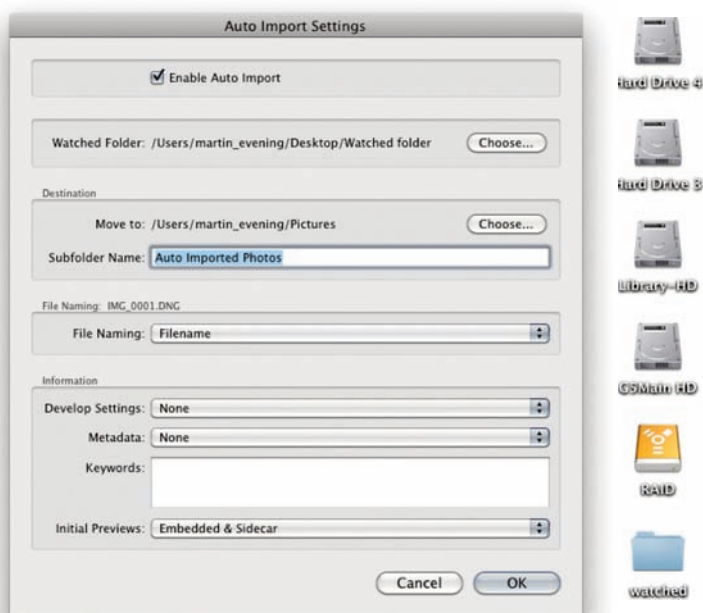 Auto Import Settings
Enable Auto Import
Watched Folder: /Users/martin_evening/Desktop/Watched folder Choose...
Destination
Move to: /Users/martin_evening/Pictures Choose...
Subfolder Name: Auto Imported Photos
File Naming: IMG_0001.DNG
File Naming: Filename
Information
Develop Settings: None
Metadata: None
Keywords:
Initial Previews: Embedded & Sidecar
Cancel OK
Hard Drive 4
Hard Drive 3
Library-HD
G5Main HD
RAID
watched